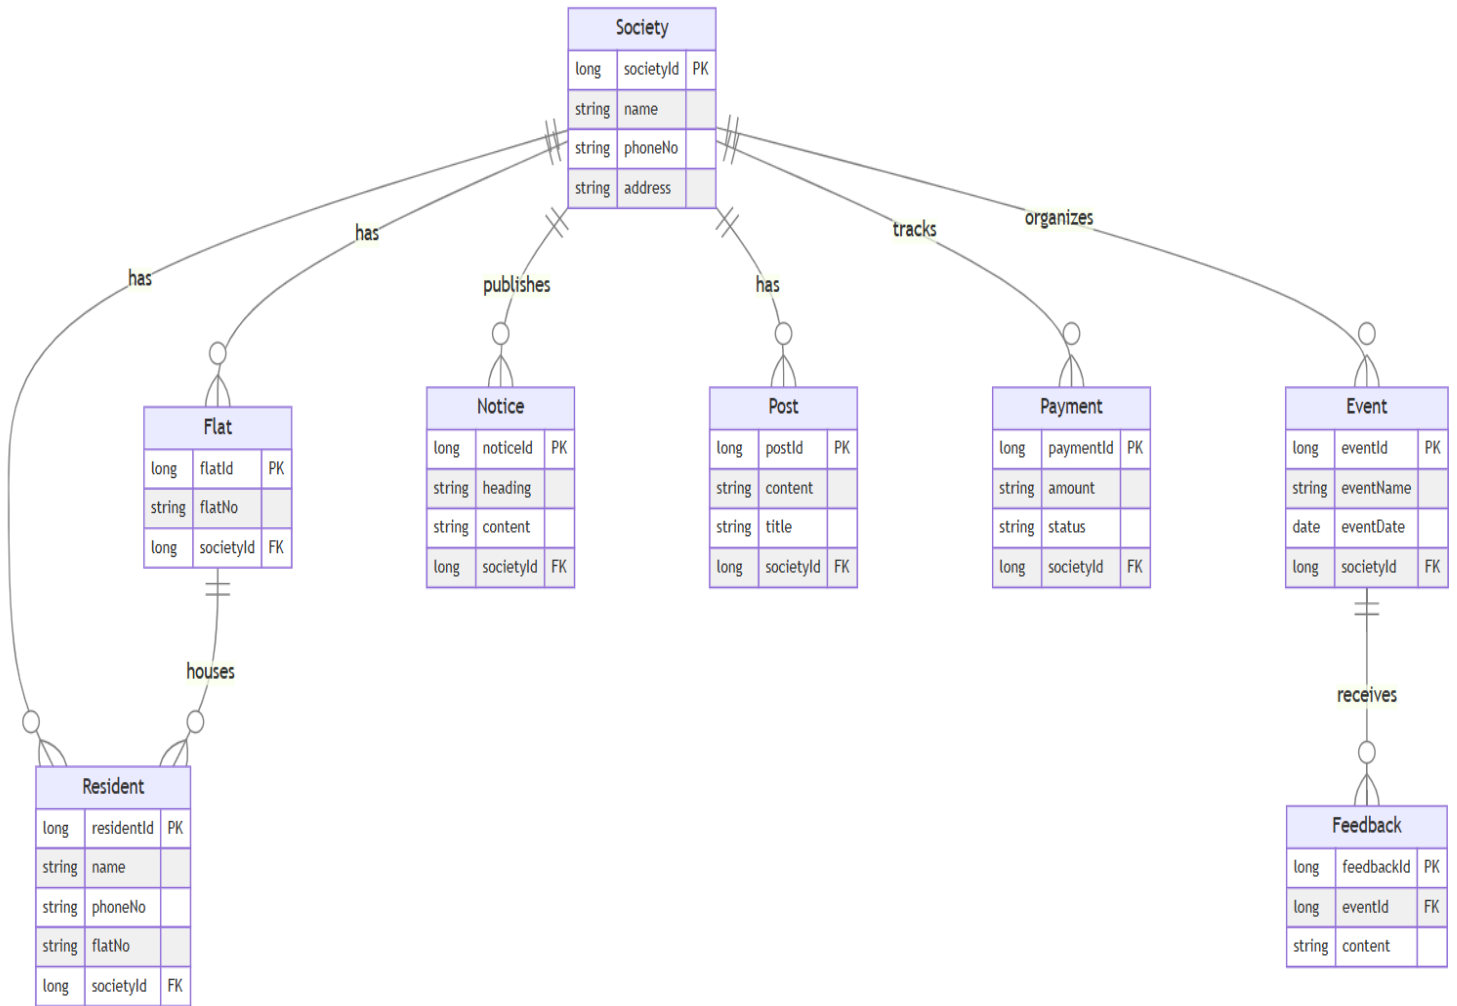 Society
long societyId PK
string name
string phoneNo
string address
has
has
publishes
has
tracks
organizes
Flat
long flatId PK
string flatNo
long societyId FK
Notice
long noticeId PK
string heading
string content
long societyId FK
Post
long postId PK
string content
string title
long societyId FK
Payment
long paymentId PK
string amount
string status
long societyId FK
Event
long eventId PK
string eventName
date eventDate
long societyId FK
houses
receives
Resident
long residentId PK
string name
string phoneNo
string flatNo
long societyId FK
Feedback
long feedbackId PK
long eventId FK
string content